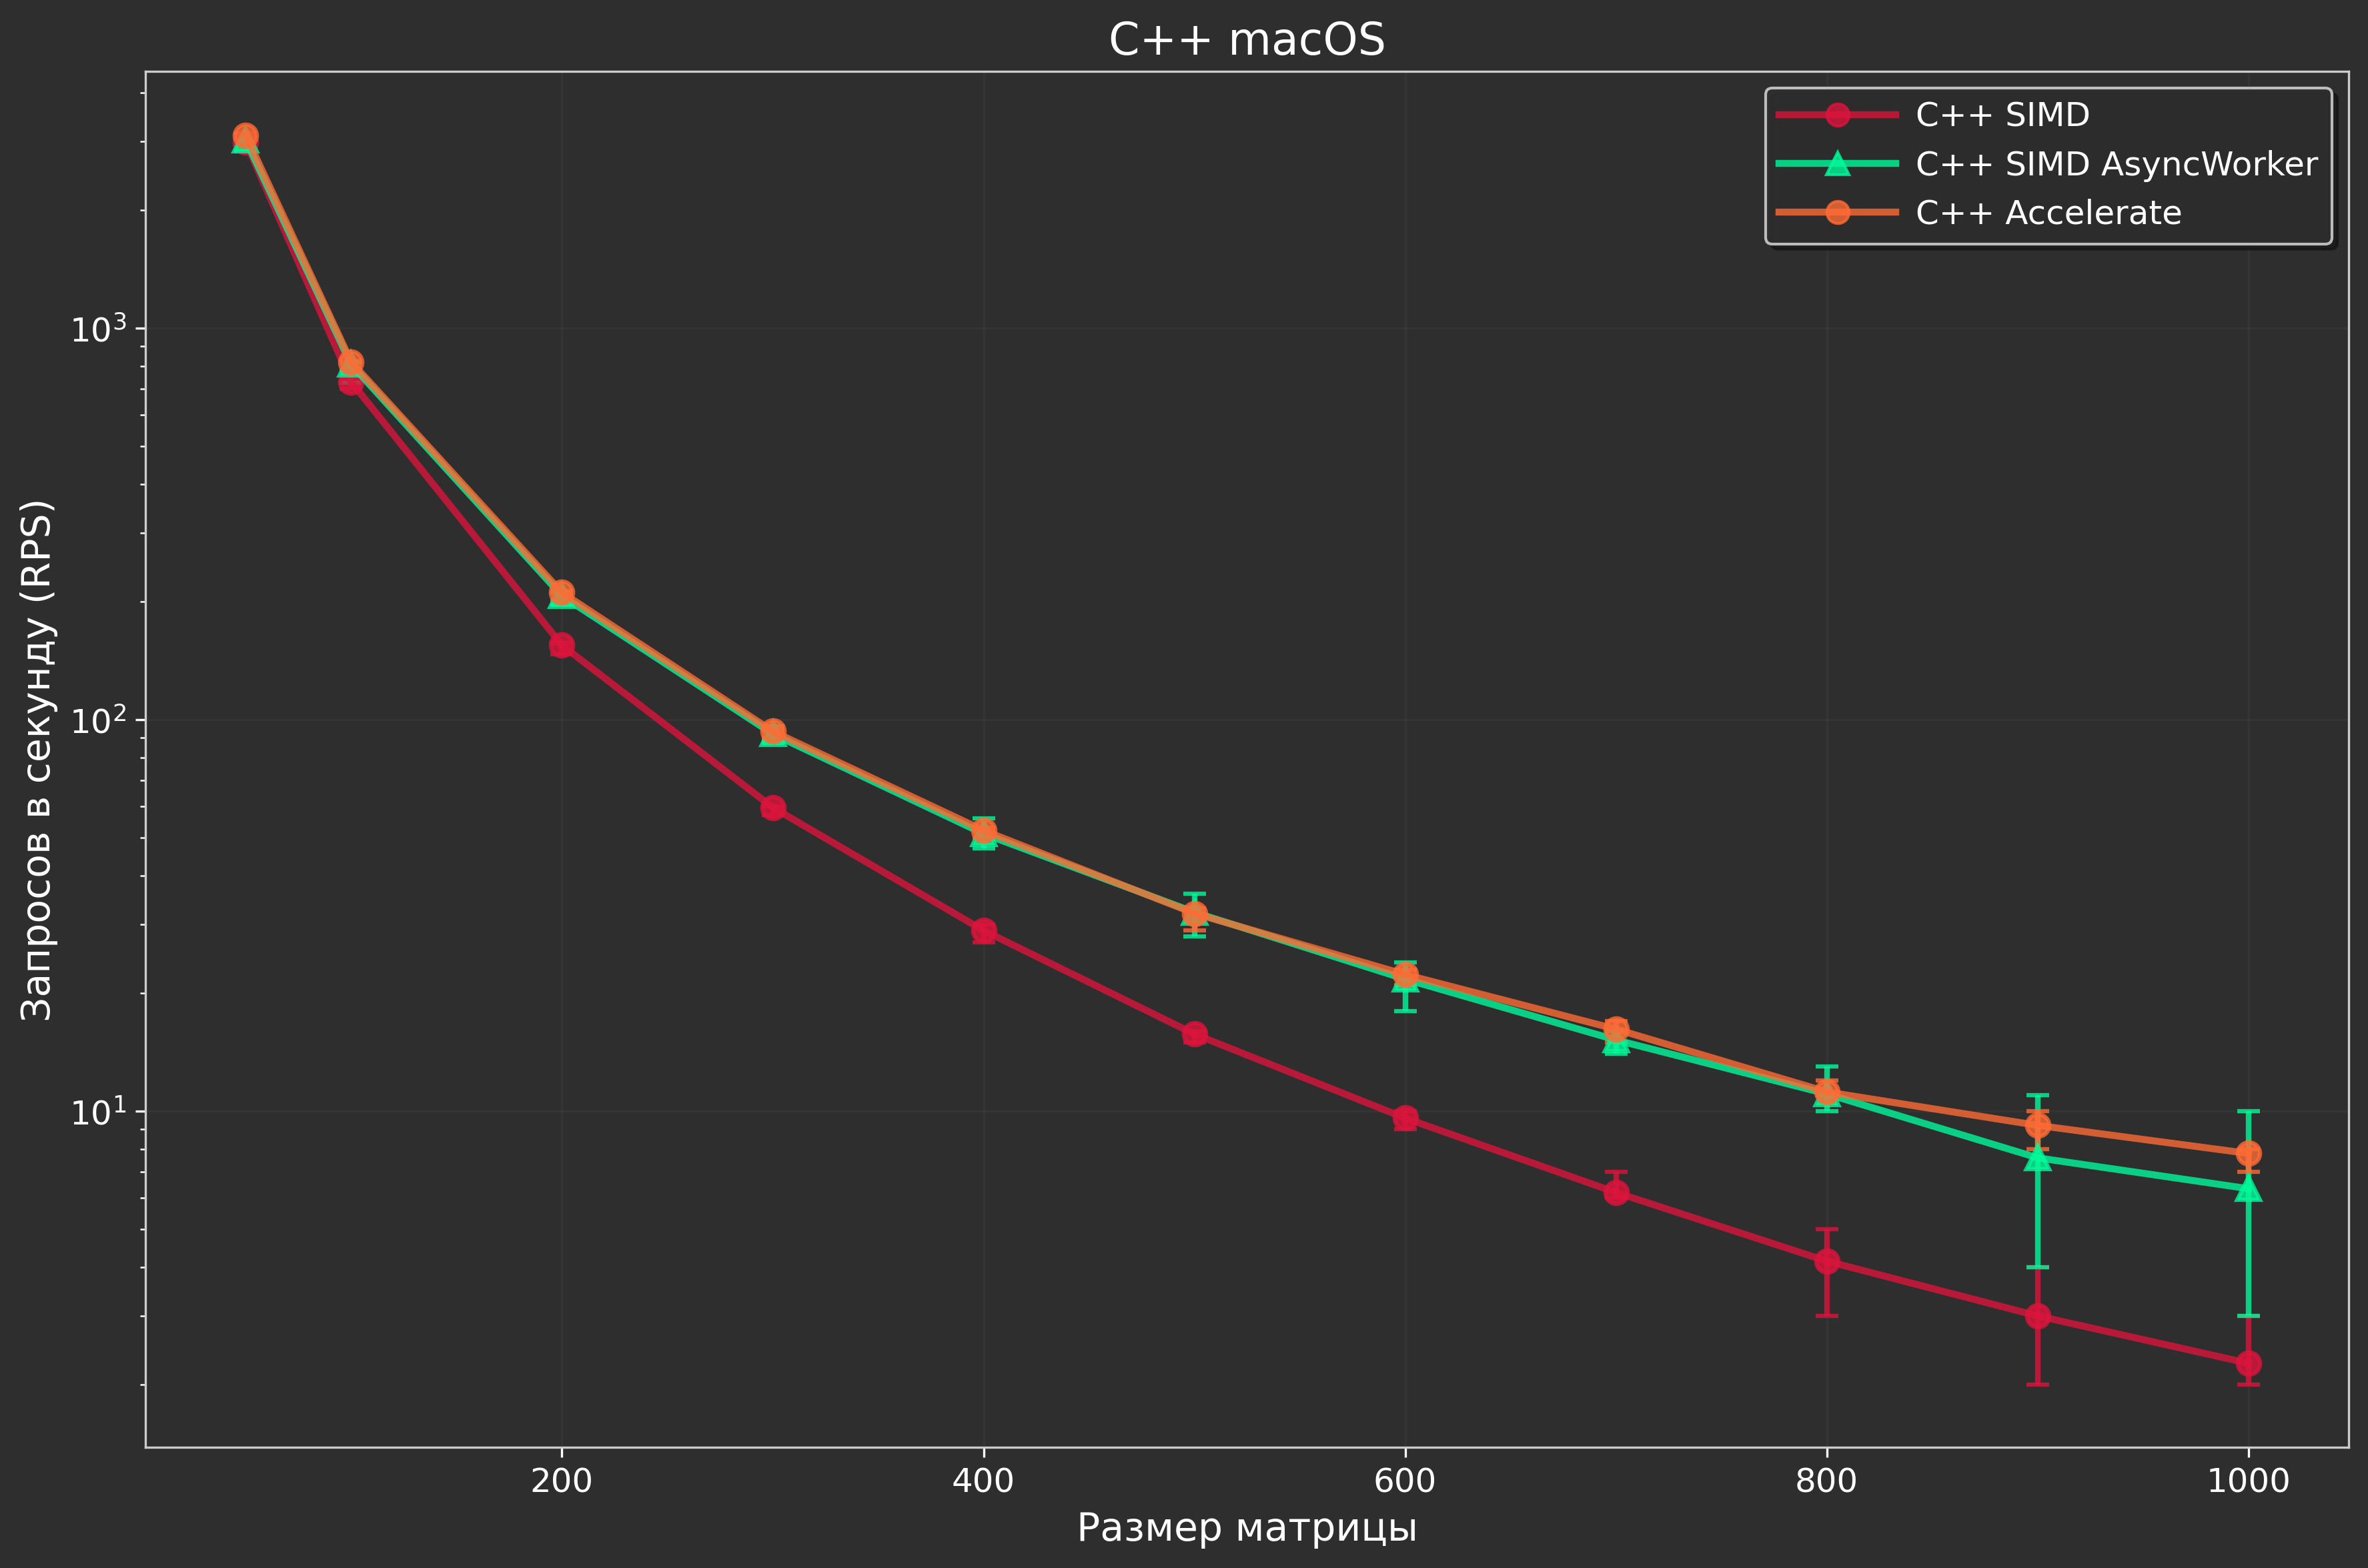 C++ macOS
C++ SIMD
C++ SIMD AsyncWorker
C++ Accelerate
Запросов в секунду (RPS)
10³
10²
10¹
200 400 600 800 1000
Размер матрицы